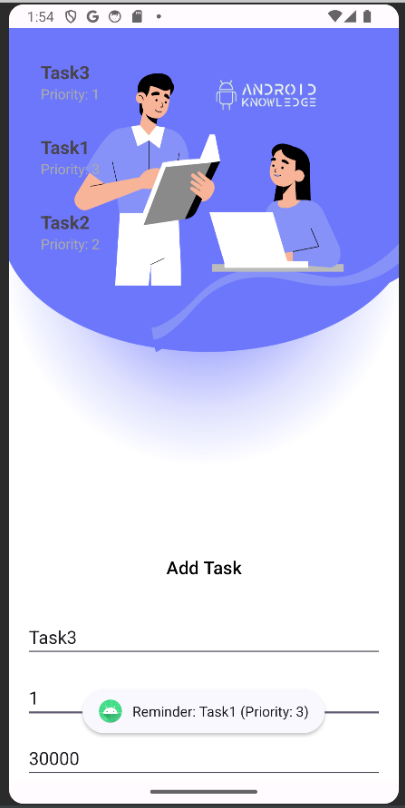 1:54
Task3
Priority: 1
ANDROID
KNOWLEDGE
Task1
Priority: 3
Task2
Priority: 2
Add Task
Task3
1
Reminder: Task1 (Priority: 3)
30000